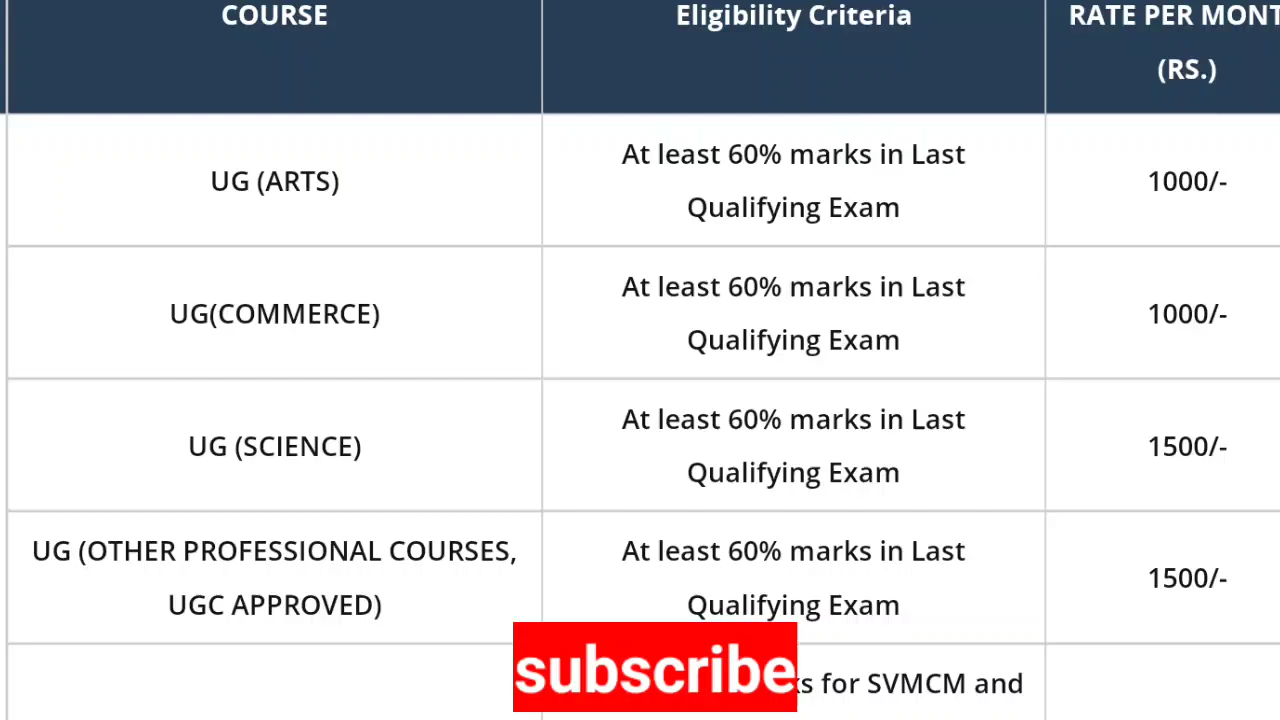 COURSE
Eligibility Criteria
RATE PER MONT
(RS.)
UG (ARTS)
At least 60% marks in Last
Qualifying Exam
1000/-
UG(COMMERCE)
At least 60% marks in Last
Qualifying Exam
1000/-
UG (SCIENCE)
At least 60% marks in Last
Qualifying Exam
1500/-
UG (OTHER PROFESSIONAL COURSES,
UGC APPROVED)
At least 60% marks in Last
Qualifying Exam
1500/-
subscribe
for SVMCM and